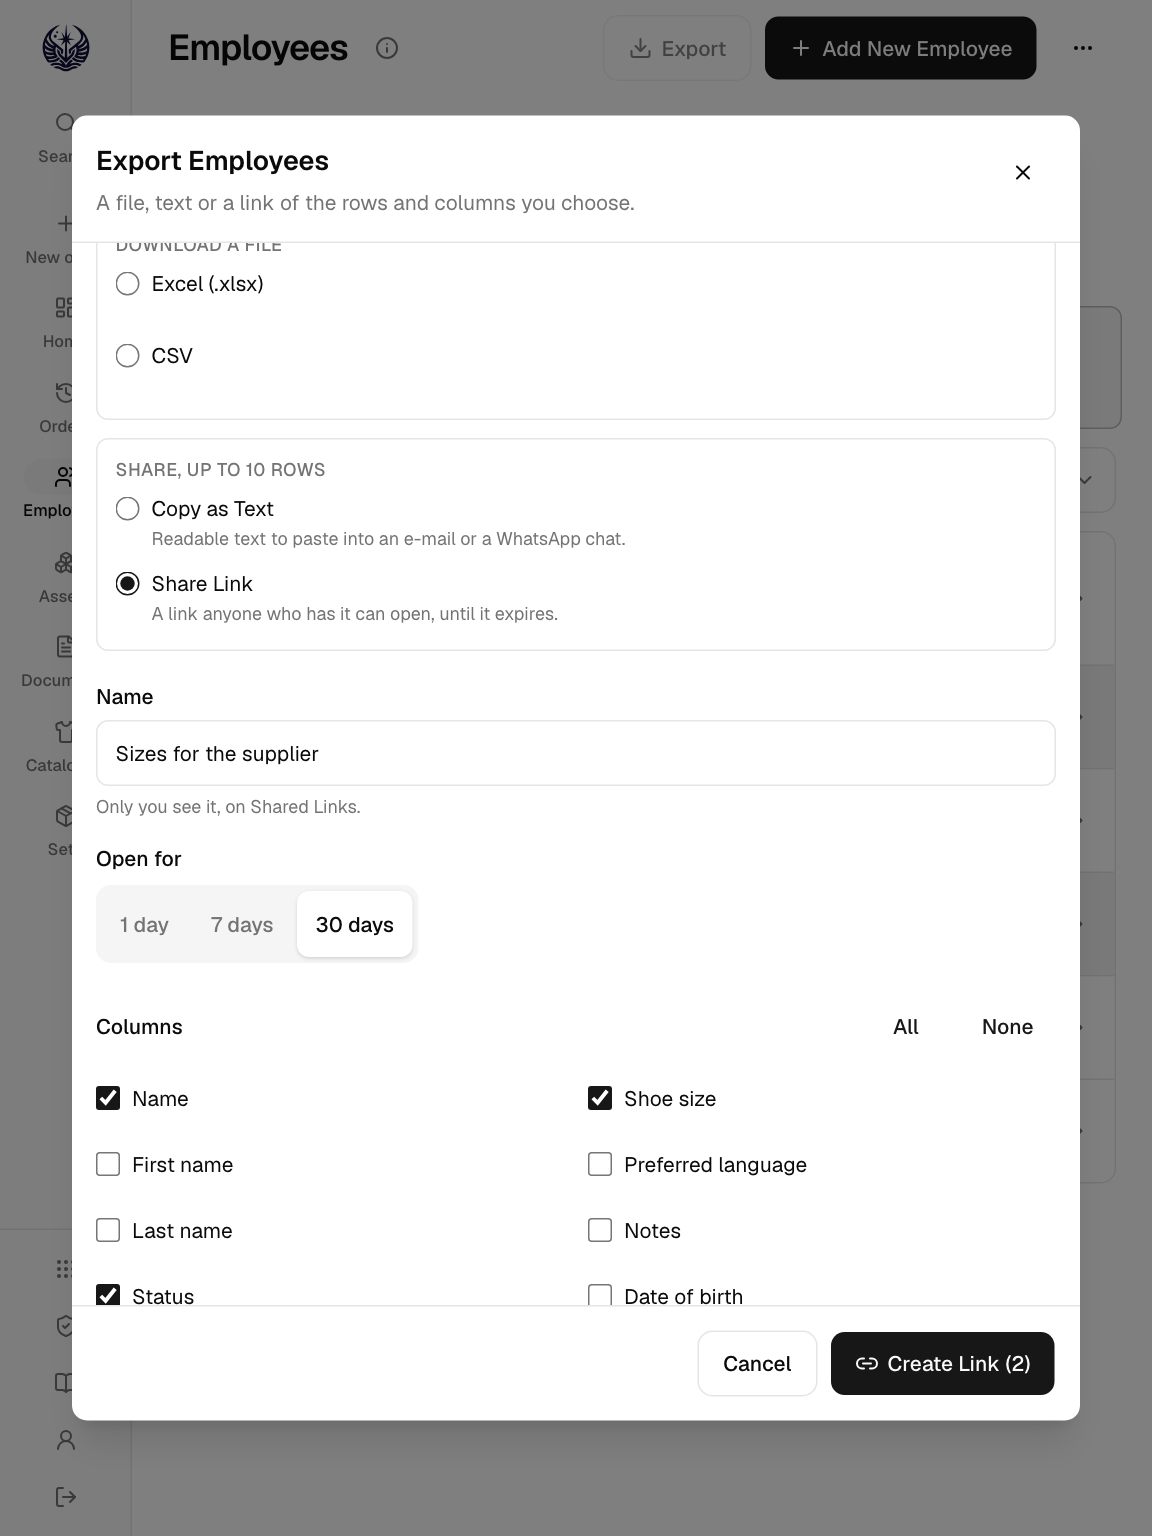 Employees
Export
Add New Employee
Export Employees
A file, text or a link of the rows and columns you choose.
DOWNLOAD A FILE
Excel (.xlsx)
CSV
SHARE, UP TO 10 ROWS
Copy as Text
Readable text to paste into an e-mail or a WhatsApp chat.
Share Link
A link anyone who has it can open, until it expires.
Name
Sizes for the supplier
Only you see it, on Shared Links.
Open for
1 day
7 days
30 days
Columns
All
None
Name
Shoe size
First name
Preferred language
Last name
Notes
Status
Date of birth
Cancel
Create Link (2)